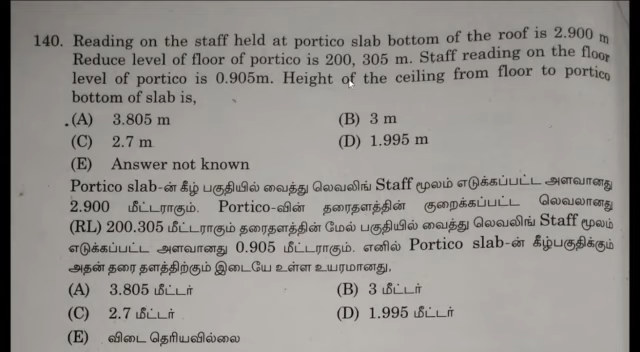 140. Reading on the staff held at portico slab bottom of the roof is 2.900 m
Reduce level of floor of portico is 200, 305 m. Staff reading on the floor
level of portico is 0.905m. Height of the ceiling from floor to portico
bottom of slab is,
(A) 3.805 m (B) 3 m
(C) 2.7 m (D) 1.995 m
(E) Answer not known
Portico slab-ன் கீழ் பகுதியில் வைத்து லெவலிங் Staff மூலம் எடுக்கப்பட்ட அளவானது
2.900 மீட்டராகும். Portico-வின் தரைதளத்தின் குறைக்கப்பட்ட லெவலானது
(RL) 200.305 மீட்டராகும் தரைதளத்தின் மேல் பகுதியில் வைத்து லெவலிங் Staff மூலம்
எடுக்கப்பட்ட அளவானது 0.905 மீட்டராகும். எனில் Portico slab-ன் கீழ்பகுதிக்கும்
அதன் தரை தளத்திற்கும் இடையே உள்ள உயரமானது,
(A) 3.805 மீட்டர் (B) 3 மீட்டர்
(C) 2.7 மீட்டர் (D) 1.995 மீட்டர்
(E) விடை தெரியவில்லை